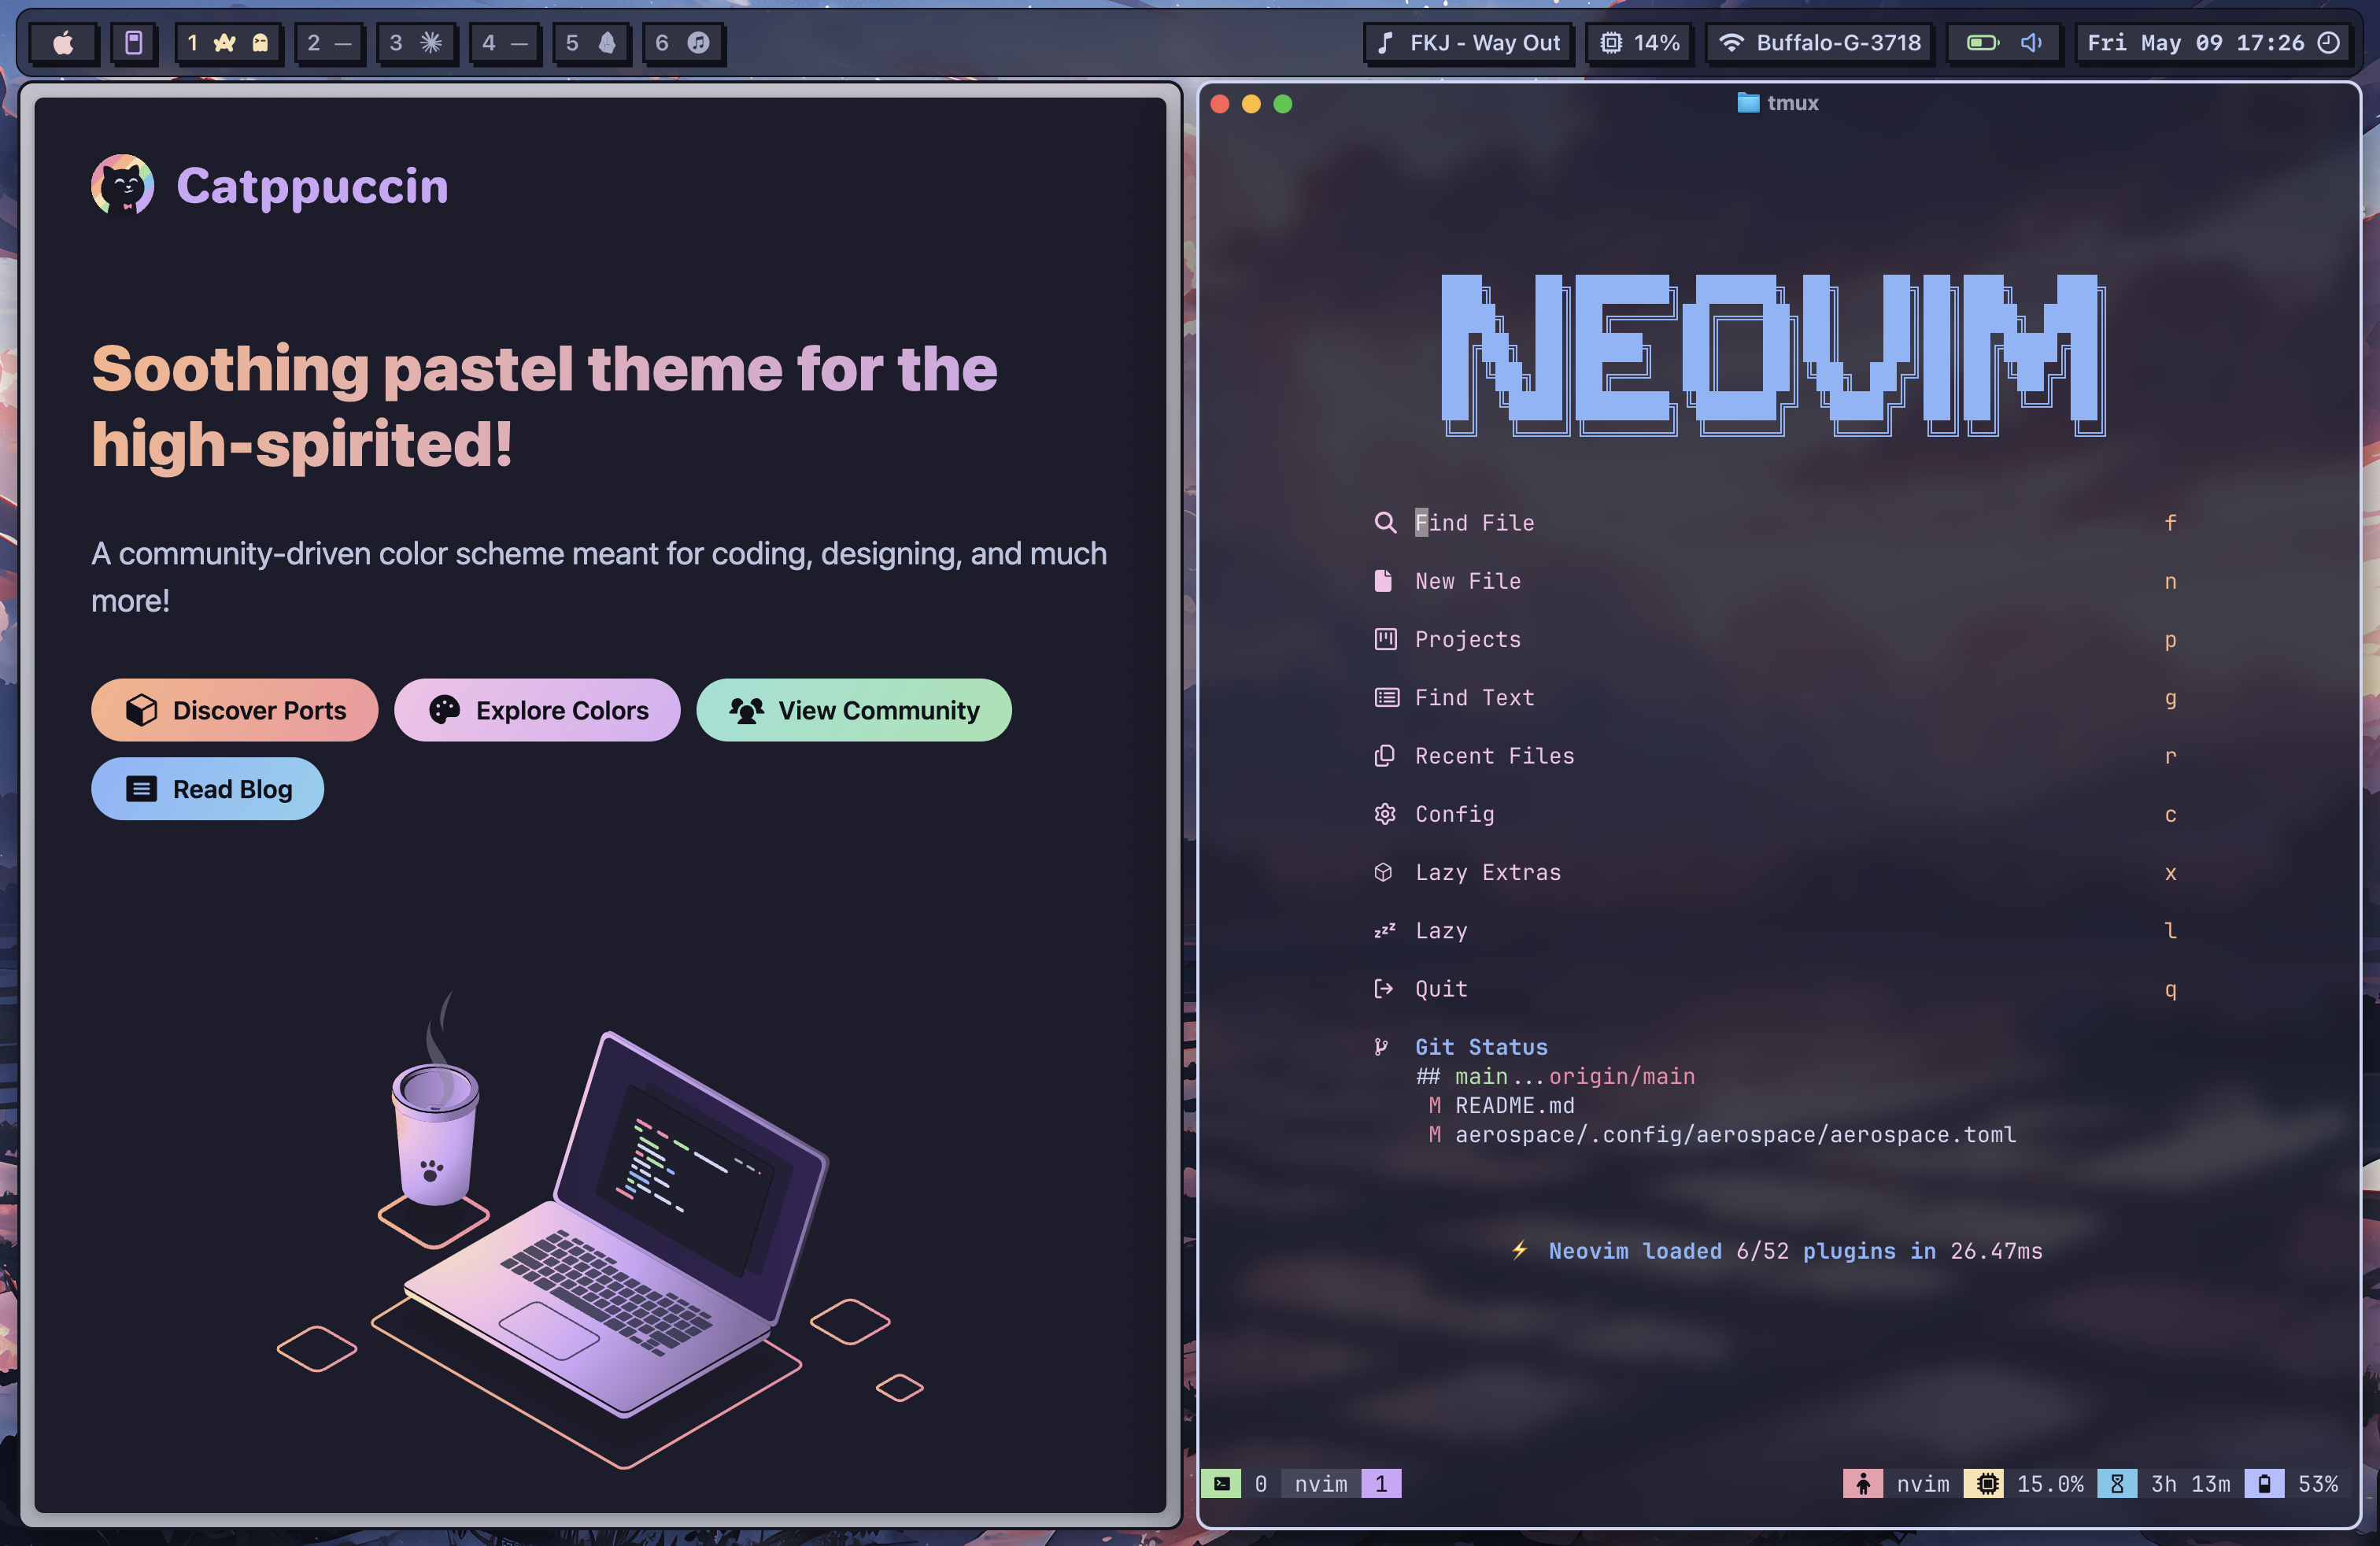 1
2 —
3
4 —
5
6
FKJ - Way Out
14%
Buffalo-G-3718
Fri May 09 17:26
Catppuccin
Soothing pastel theme for the
high-spirited!
A community-driven color scheme meant for coding, designing, and much
more!
Discover Ports
Explore Colors
View Community
Read Blog
tmux
NEOVIM
Find File f
New File n
Projects p
Find Text g
Recent Files r
Config c
Lazy Extras x
Lazy l
Quit q
Git Status
## main...origin/main
M README.md
M aerospace/.config/aerospace/aerospace.toml
⚡ Neovim loaded 6/52 plugins in 26.47ms
0 nvim 1
nvim 15.0% 3h 13m 53%